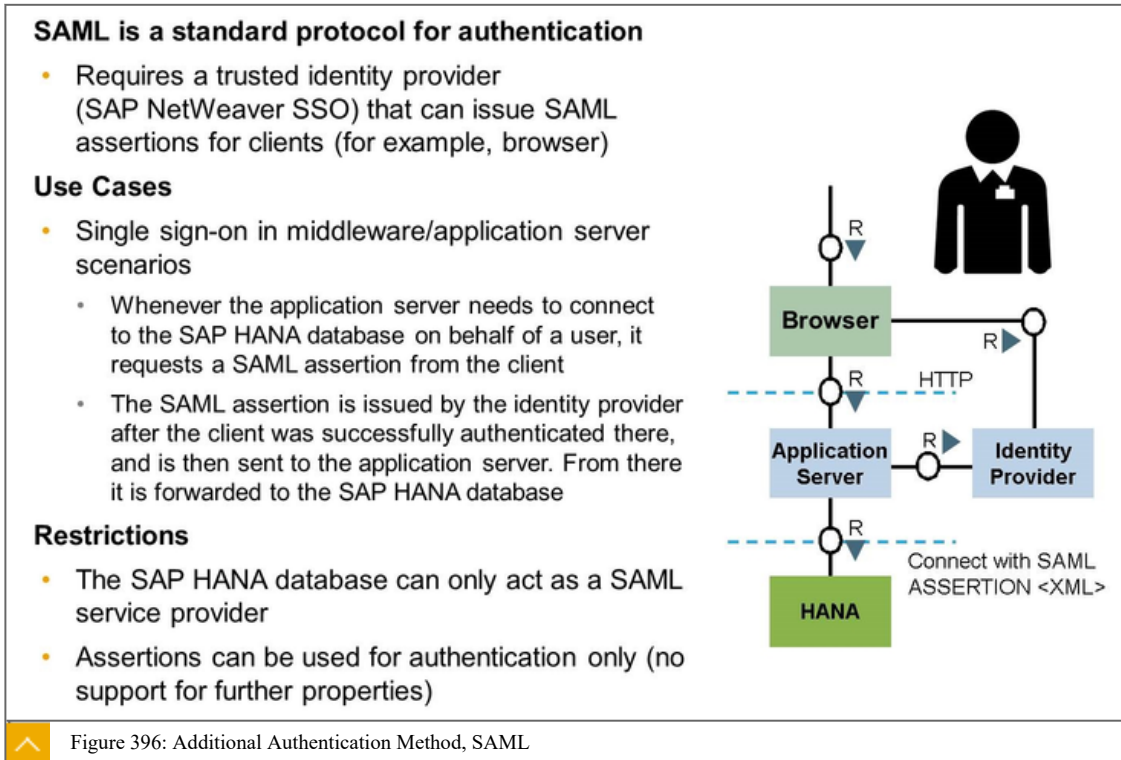 SAML is a standard protocol for authentication
• Requires a trusted identity provider
(SAP NetWeaver SSO) that can issue SAML
assertions for clients (for example, browser)
Use Cases
• Single sign-on in middleware/application server
scenarios
• Whenever the application server needs to connect
to the SAP HANA database on behalf of a user, it
requests a SAML assertion from the client
• The SAML assertion is issued by the identity provider
after the client was successfully authenticated there,
and is then sent to the application server. From there
it is forwarded to the SAP HANA database
Restrictions
• The SAP HANA database can only act as a SAML
service provider
• Assertions can be used for authentication only (no
support for further properties)
R
Browser
R
R
HTTP
Application
Server
R
Identity
Provider
R
Connect with SAML
ASSERTION <XML>
HANA
Figure 396: Additional Authentication Method, SAML